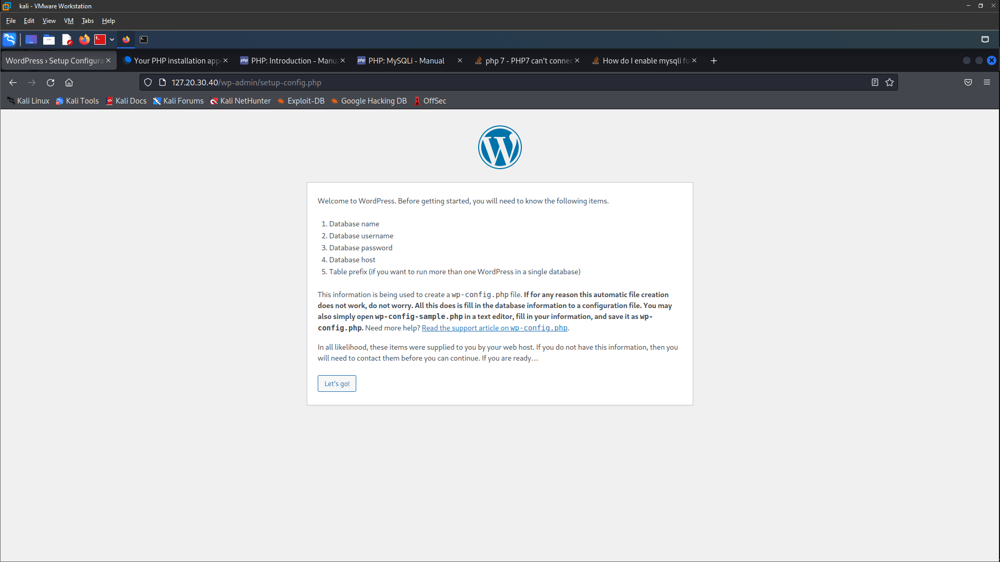 kali - VMware Workstation
File Edit View VM Tabs Help
WordPress › Setup Configura
Your PHP installation app
PHP: Introduction - Manu
PHP: MySQLi - Manual
php 7 - PHP7 can't connec
How do I enable mysqli fo
127.20.30.40/wp-admin/setup-config.php
Kali Linux Kali Tools Kali Docs Kali Forums Kali NetHunter Exploit-DB Google Hacking DB OffSec
Welcome to WordPress. Before getting started, you will need to know the following items.
1. Database name
2. Database username
3. Database password
4. Database host
5. Table prefix (if you want to run more than one WordPress in a single database)
This information is being used to create a wp-config.php file. If for any reason this automatic file creation
does not work, do not worry. All this does is fill in the database information to a configuration file. You may
also simply open wp-config-sample.php in a text editor, fill in your information, and save it as wp-
config.php. Need more help? Read the support article on wp-config.php.
In all likelihood, these items were supplied to you by your web host. If you do not have this information, then you
will need to contact them before you can continue. If you are ready…
Let's go!